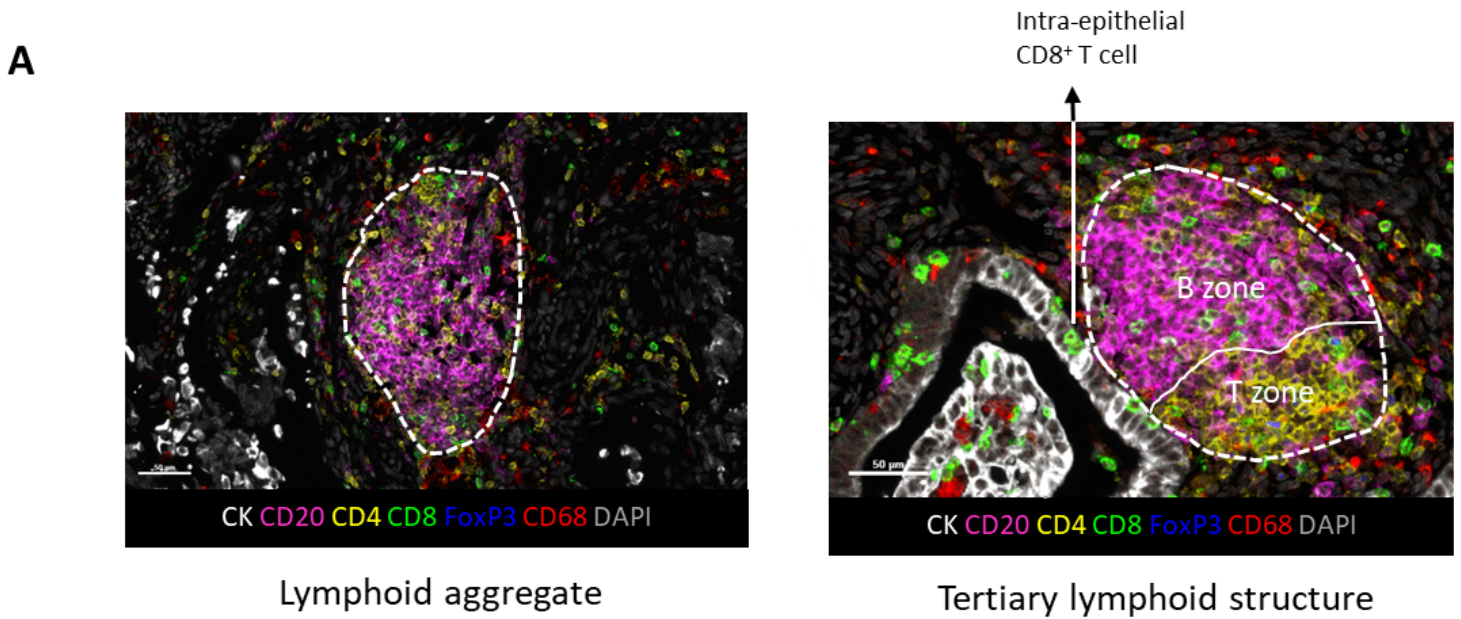 A
Intra-epithelial
CD8⁺ T cell
B zone
T zone
50 µm
50 µm
CK CD20 CD4 CD8 FoxP3 CD68 DAPI
CK CD20 CD4 CD8 FoxP3 CD68 DAPI
Lymphoid aggregate
Tertiary lymphoid structure